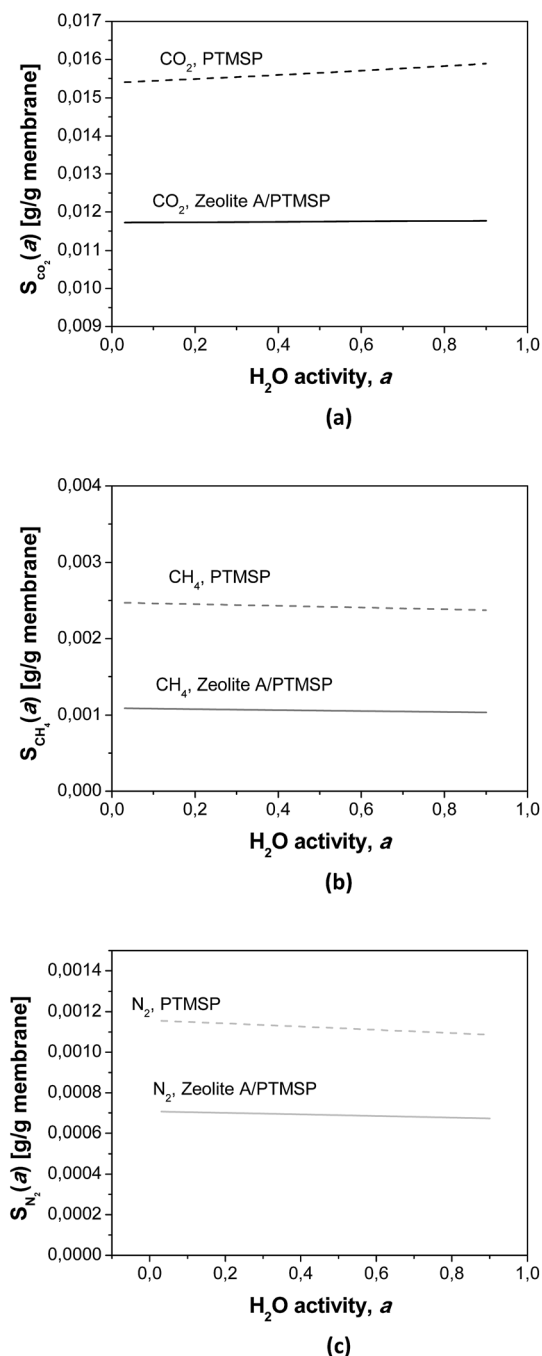 0,017
0,016
0,015
0,014
0,013
0,012
0,011
0,010
0,009
S_CO₂(a) [g/g membrane]
CO₂, PTMSP
CO₂, Zeolite A/PTMSP
0,0 0,2 0,4 0,6 0,8 1,0
H₂O activity, a
(a)
0,004
0,003
0,002
0,001
0,000
S_CH₄(a) [g/g membrane]
CH₄, PTMSP
CH₄, Zeolite A/PTMSP
0,0 0,2 0,4 0,6 0,8 1,0
H₂O activity, a
(b)
0,0014
0,0012
0,0010
0,0008
0,0006
0,0004
0,0002
0,0000
S_N₂(a) [g/g membrane]
N₂, PTMSP
N₂, Zeolite A/PTMSP
0,0 0,2 0,4 0,6 0,8 1,0
H₂O activity, a
(c)